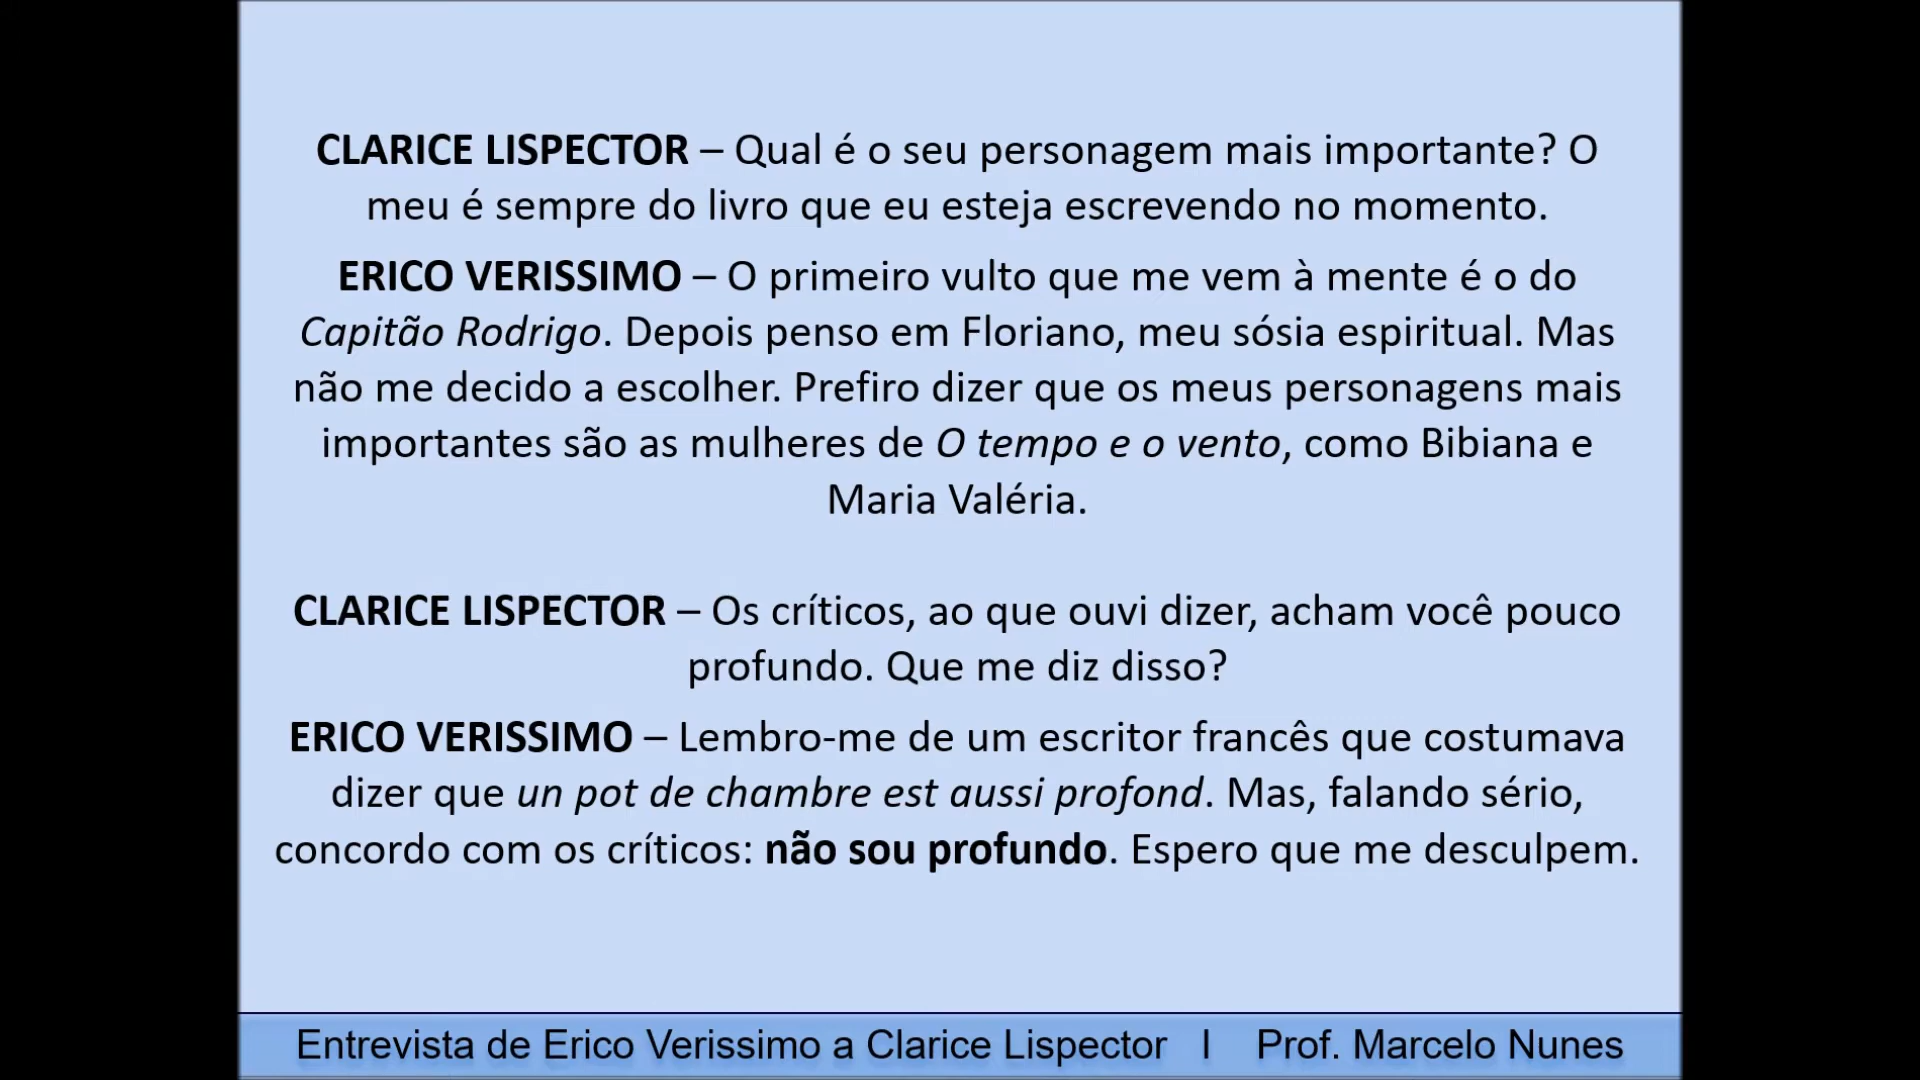 CLARICE LISPECTOR – Qual é o seu personagem mais importante? O
meu é sempre do livro que eu esteja escrevendo no momento.
ERICO VERISSIMO – O primeiro vulto que me vem à mente é o do
Capitão Rodrigo. Depois penso em Floriano, meu sósia espiritual. Mas
não me decido a escolher. Prefiro dizer que os meus personagens mais
importantes são as mulheres de O tempo e o vento, como Bibiana e
Maria Valéria.
CLARICE LISPECTOR – Os críticos, ao que ouvi dizer, acham você pouco
profundo. Que me diz disso?
ERICO VERISSIMO – Lembro-me de um escritor francês que costumava
dizer que un pot de chambre est aussi profond. Mas, falando sério,
concordo com os críticos: não sou profundo. Espero que me desculpem.
Entrevista de Erico Verissimo a Clarice Lispector I Prof. Marcelo Nunes